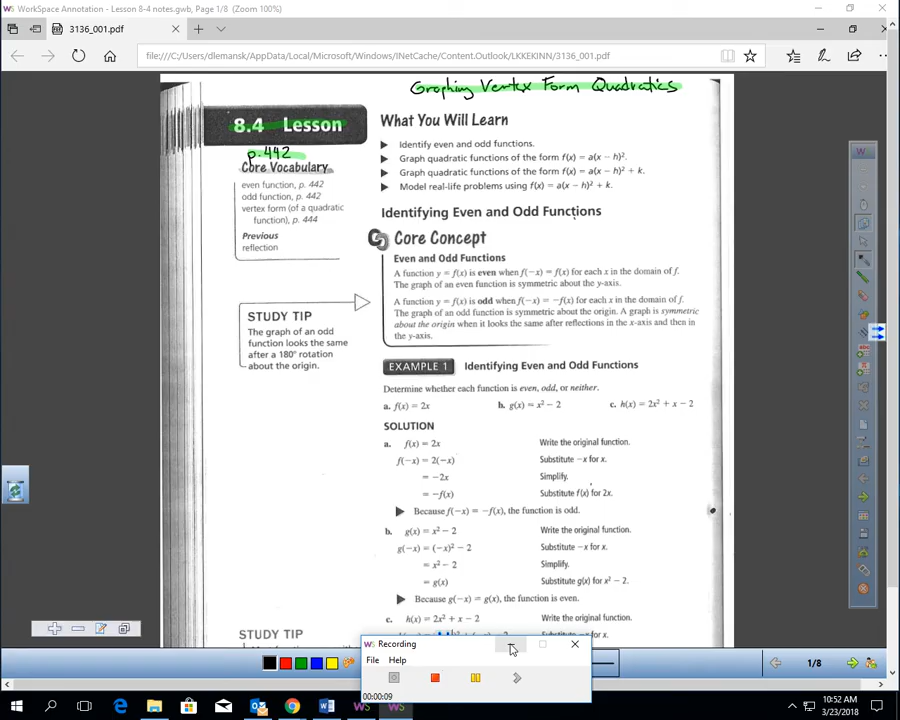 WorkSpace Annotation - Lesson 8-4 notes.gwb, Page 1/8 (Zoom 100%)
3136_001.pdf
file:///C:/Users/dlemansk/AppData/Local/Microsoft/Windows/INetCache/Content.Outlook/LKKEKINN/3136_001.pdf
Graphing Vertex Form Quadratics
8.4 Lesson
p.442
Core Vocabulary
even function, p. 442
odd function, p. 442
vertex form (of a quadratic
function), p. 444
Previous
reflection
What You Will Learn
Identify even and odd functions.
Graph quadratic functions of the form f(x) = a(x − h)².
Graph quadratic functions of the form f(x) = a(x − h)² + k.
Model real-life problems using f(x) = a(x − h)² + k.
Identifying Even and Odd Functions
Core Concept
Even and Odd Functions
A function y = f(x) is even when f(−x) = f(x) for each x in the domain of f.
The graph of an even function is symmetric about the y-axis.
A function y = f(x) is odd when f(−x) = −f(x) for each x in the domain of f.
The graph of an odd function is symmetric about the origin. A graph is symmetric
about the origin when it looks the same after reflections in the x-axis and then in
the y-axis.
STUDY TIP
The graph of an odd
function looks the same
after a 180° rotation
about the origin.
EXAMPLE 1 Identifying Even and Odd Functions
Determine whether each function is even, odd, or neither.
a. f(x) = 2x b. g(x) = x² − 2 c. h(x) = 2x² + x − 2
SOLUTION
a. f(x) = 2x Write the original function.
f(−x) = 2(−x) Substitute −x for x.
= −2x Simplify.
= −f(x) Substitute f(x) for 2x.
Because f(−x) = −f(x), the function is odd.
b. g(x) = x² − 2 Write the original function.
g(−x) = (−x)² − 2 Substitute −x for x.
= x² − 2 Simplify.
= g(x) Substitute g(x) for x² − 2.
Because g(−x) = g(x), the function is even.
c. h(x) = 2x² + x − 2 Write the original function.
STUDY TIP
Recording
File Help
00:00:09
1/8
10:52 AM
3/23/2018